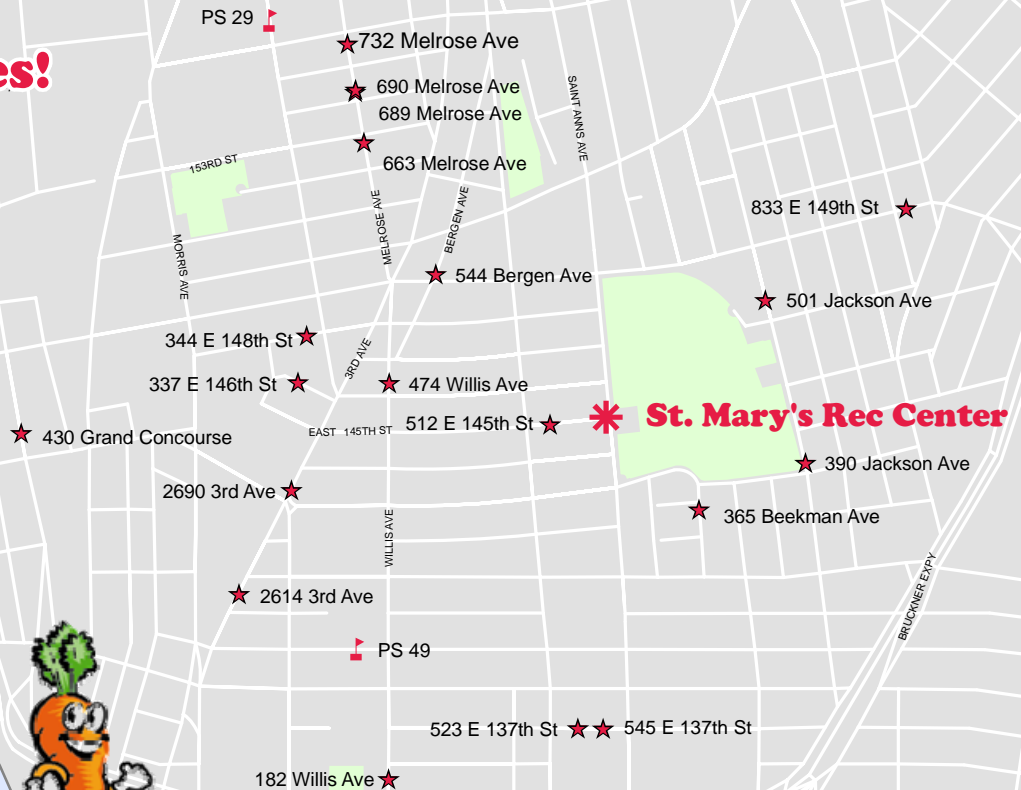 PS 29
732 Melrose Ave
es!
690 Melrose Ave
689 Melrose Ave
SAINT ANNS AVE
153RD ST
663 Melrose Ave
MELROSE AVE
BERGEN AVE
833 E 149th St
MORRIS AVE
544 Bergen Ave
501 Jackson Ave
344 E 148th St
3RD AVE
337 E 146th St
474 Willis Ave
St. Mary's Rec Center
512 E 145th St
EAST 145TH ST
430 Grand Concourse
390 Jackson Ave
2690 3rd Ave
365 Beekman Ave
WILLIS AVE
BRUCKNER EXPY
2614 3rd Ave
PS 49
523 E 137th St
545 E 137th St
182 Willis Ave